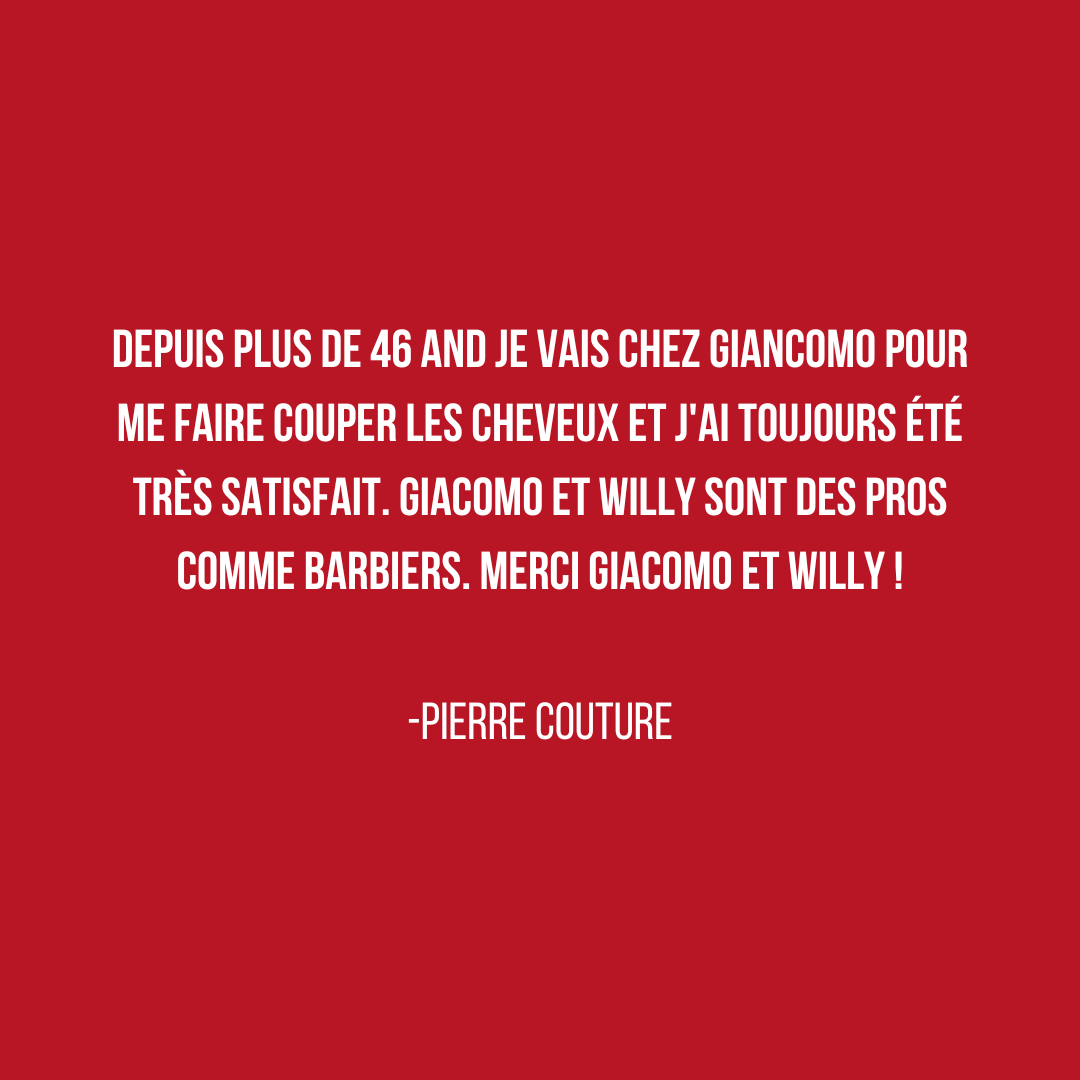 DEPUIS PLUS DE 46 AND JE VAIS CHEZ GIANCOMO POUR
ME FAIRE COUPER LES CHEVEUX ET J'AI TOUJOURS ÉTÉ
TRÈS SATISFAIT. GIACOMO ET WILLY SONT DES PROS
COMME BARBIERS. MERCI GIACOMO ET WILLY !
-PIERRE COUTURE